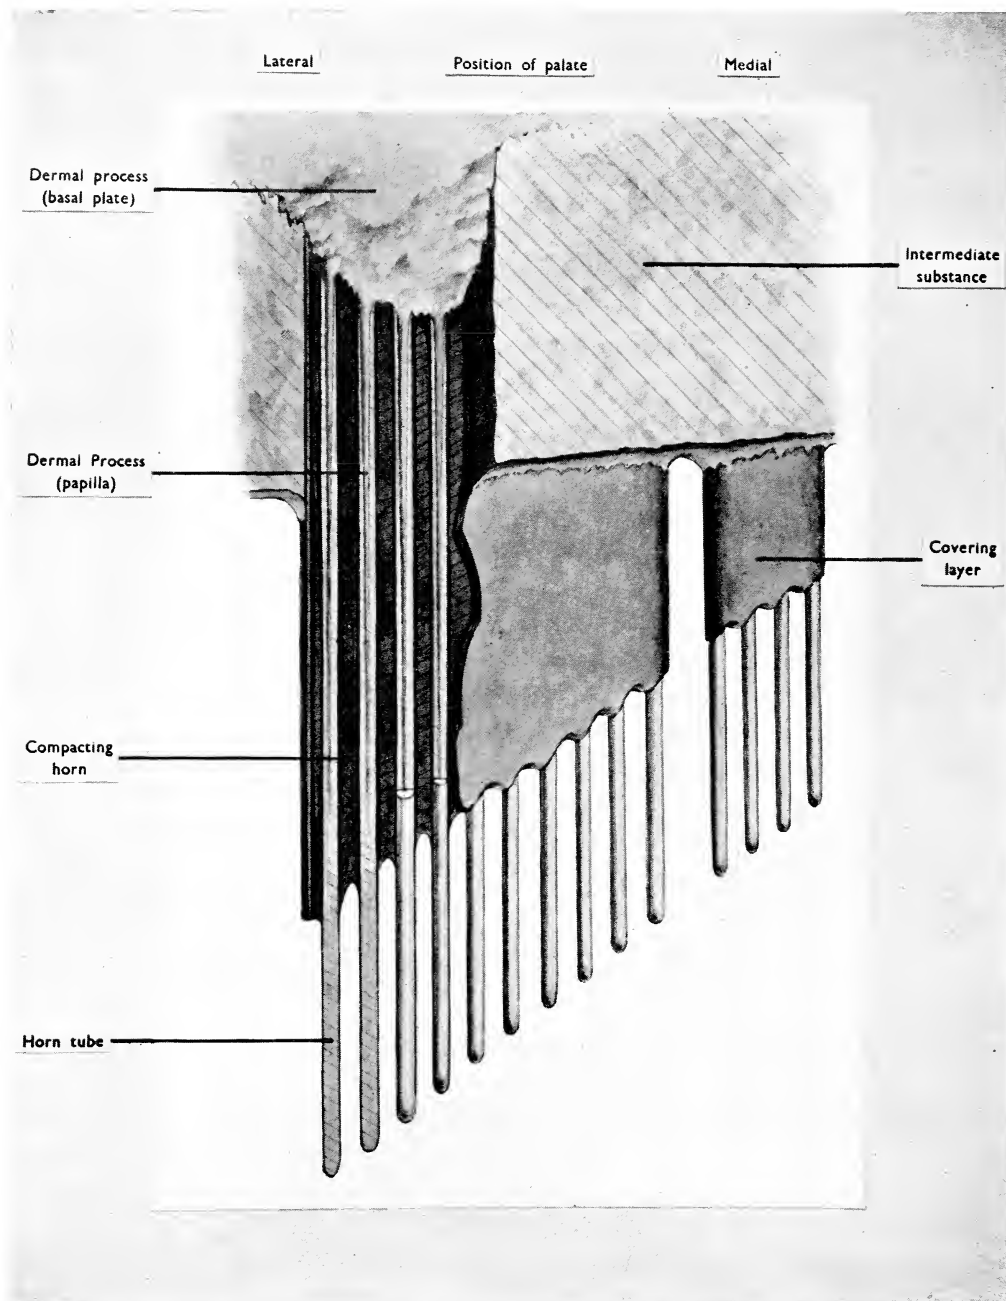 Lateral
Position of palate
Medial
Dermal process
(basal plate)
Intermediate
substance
Dermal Process
(papilla)
Covering
layer
Compacting
horn
Horn tube